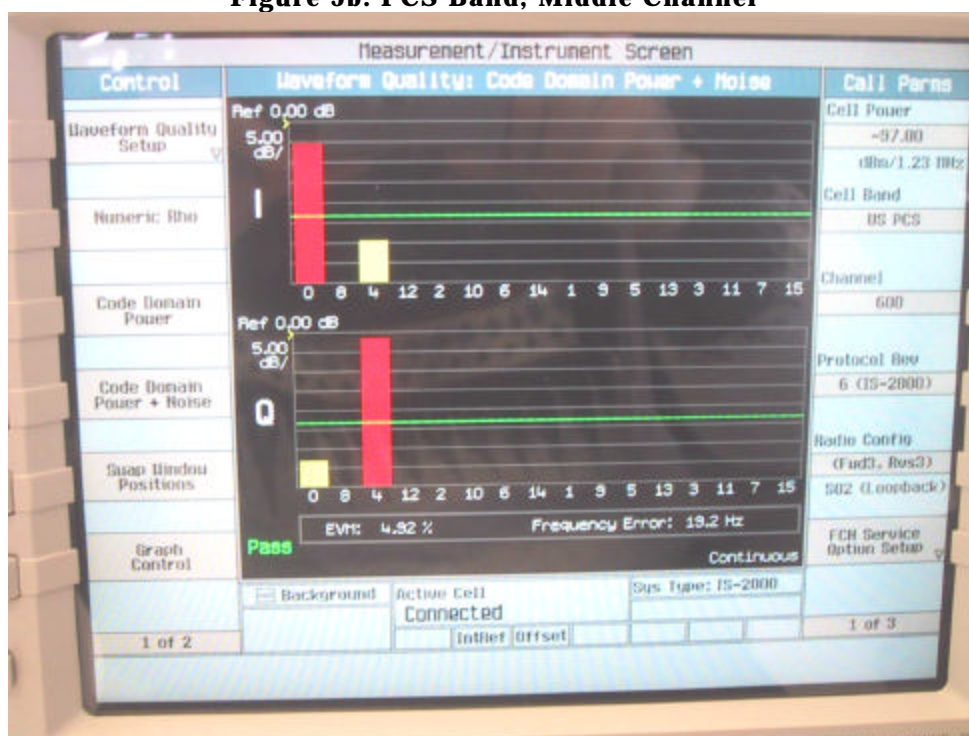 Figure 5b: PCS Band, Middle Channel
Measurement/Instrument Screen
Control
Waveform Quality: Code Domain Power + Noise
Call Parms
Waveform Quality
Setup
Numeric Rho
Code Domain
Power
Code Domain
Power + Noise
Swap Window
Positions
Graph
Control
1 of 2
Ref 0.00 dB
5.00
dB/
I
0 8 4 12 2 10 6 14 1 9 5 13 3 11 7 15
Ref 0.00 dB
5.00
dB/
Q
0 8 4 12 2 10 6 14 1 9 5 13 3 11 7 15
EVM: 4.92 % Frequency Error: 19.2 Hz
Pass
Continuous
Background
Active Cell
Connected
Sys Type: IS-2000
IntRef Offset
Cell Power
-97.00
dBm/1.23 MHz
Cell Band
US PCS
Channel
600
Protocol Rev
6 (IS-2000)
Radio Config
(Fwd3, Rvs3)
SO2 (Loopback)
FCH Service
Option Setup
1 of 3